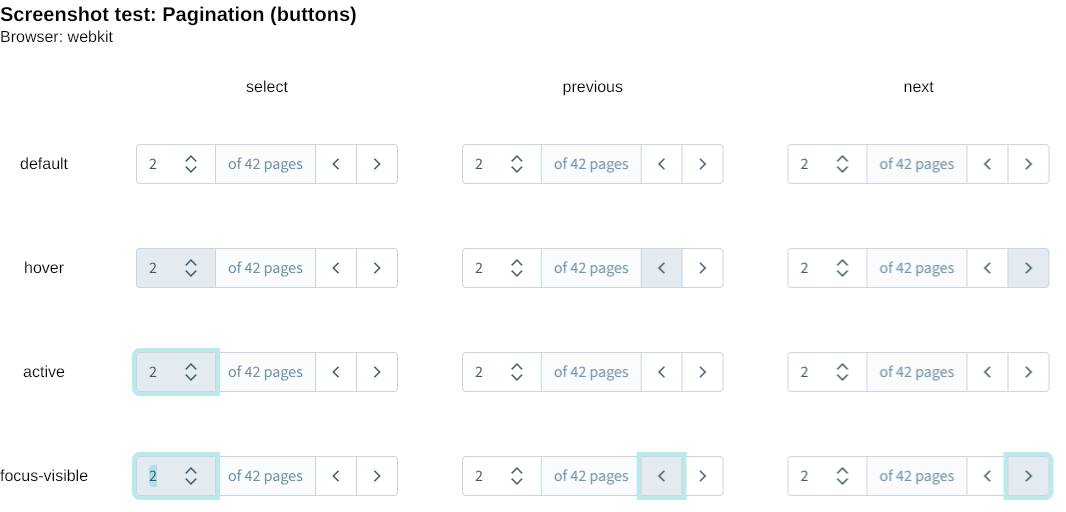 Screenshot test: Pagination (buttons)
Browser: webkit
select previous next
default 2 of 42 pages 2 of 42 pages 2 of 42 pages
hover 2 of 42 pages 2 of 42 pages 2 of 42 pages
active 2 of 42 pages 2 of 42 pages 2 of 42 pages
focus-visible 2 of 42 pages 2 of 42 pages 2 of 42 pages